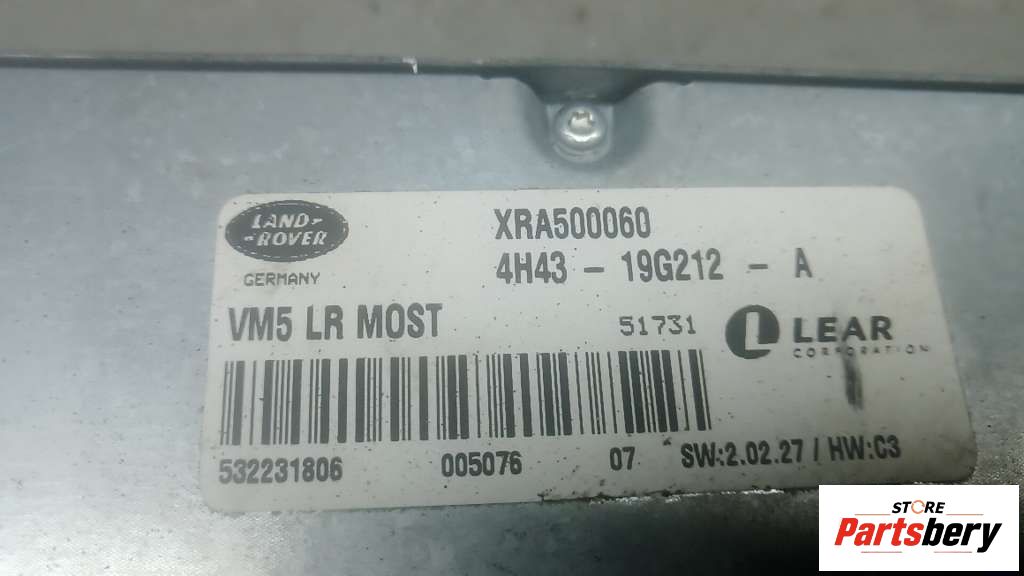 LAND-
-ROVER
GERMANY
XRA500060
4H43 - 19G212 - A
VM5 LR MOST
51731
LEAR
CORPORATION
532231806 005076 07 SW:2.02.27 / HW:C3
STORE
Partsbery